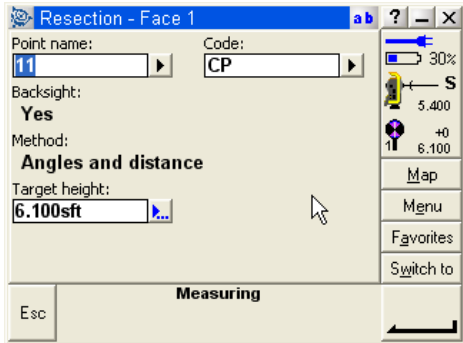 Resection - Face 1 ab ? – X
Point name: Code:
11 CP
30%
Backsight:
Yes
S
5.400
Method:
Angles and distance
+0
1 6.100
Target height:
6.100sft
Map
Menu
Favorites
Switch to
Measuring
Esc